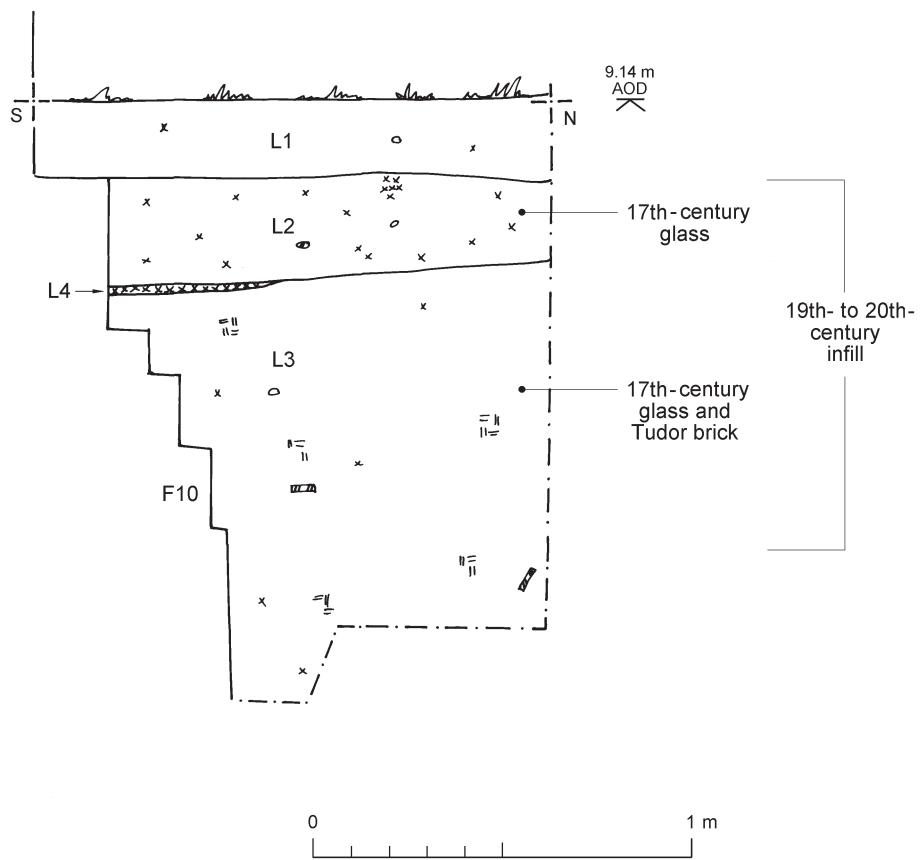 9.14 m
AOD
S
N
L1
L2
17th-century
glass
L4
19th- to 20th-
century
infill
L3
17th-century
glass and
Tudor brick
F10
0
1 m